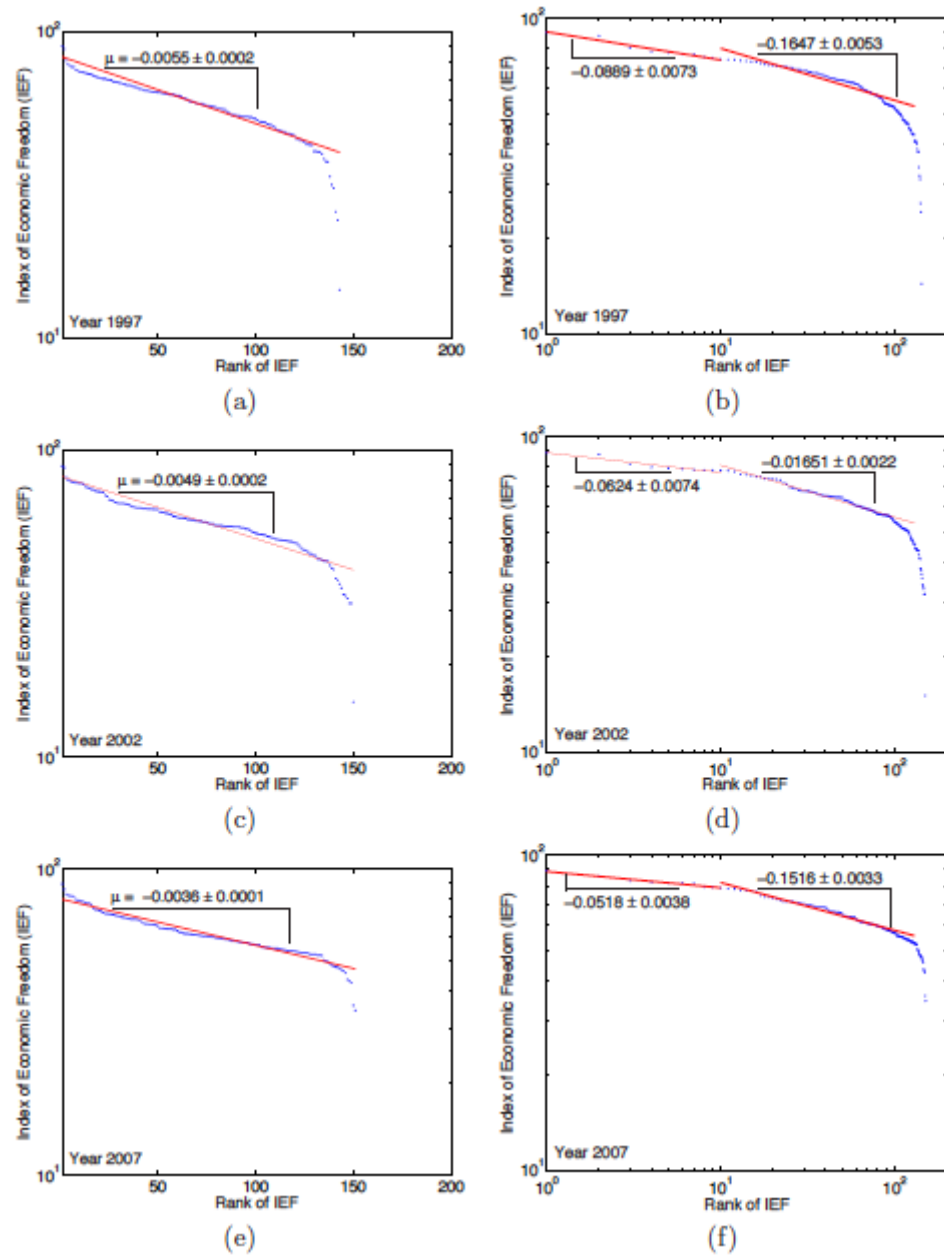 10²
μ = −0.0055 ± 0.0002
Index of Economic Freedom (IEF)
Year 1997
10¹
50 100 150 200
Rank of IEF
(a)
10²
−0.1647 ± 0.0053
−0.0889 ± 0.0073
Index of Economic Freedom (IEF)
Year 1997
10¹
10⁰ 10¹ 10²
Rank of IEF
(b)
10²
μ = −0.0049 ± 0.0002
Index of Economic Freedom (IEF)
Year 2002
10¹
50 100 150 200
Rank of IEF
(c)
10²
−0.01651 ± 0.0022
−0.0624 ± 0.0074
Index of Economic Freedom (IEF)
Year 2002
10¹
10⁰ 10¹ 10²
Rank of IEF
(d)
10²
μ = −0.0036 ± 0.0001
Index of Economic Freedom (IEF)
Year 2007
10¹
50 100 150 200
Rank of IEF
(e)
10²
−0.1516 ± 0.0033
−0.0518 ± 0.0038
Index of Economic Freedom (IEF)
Year 2007
10¹
10⁰ 10¹ 10²
Rank of IEF
(f)